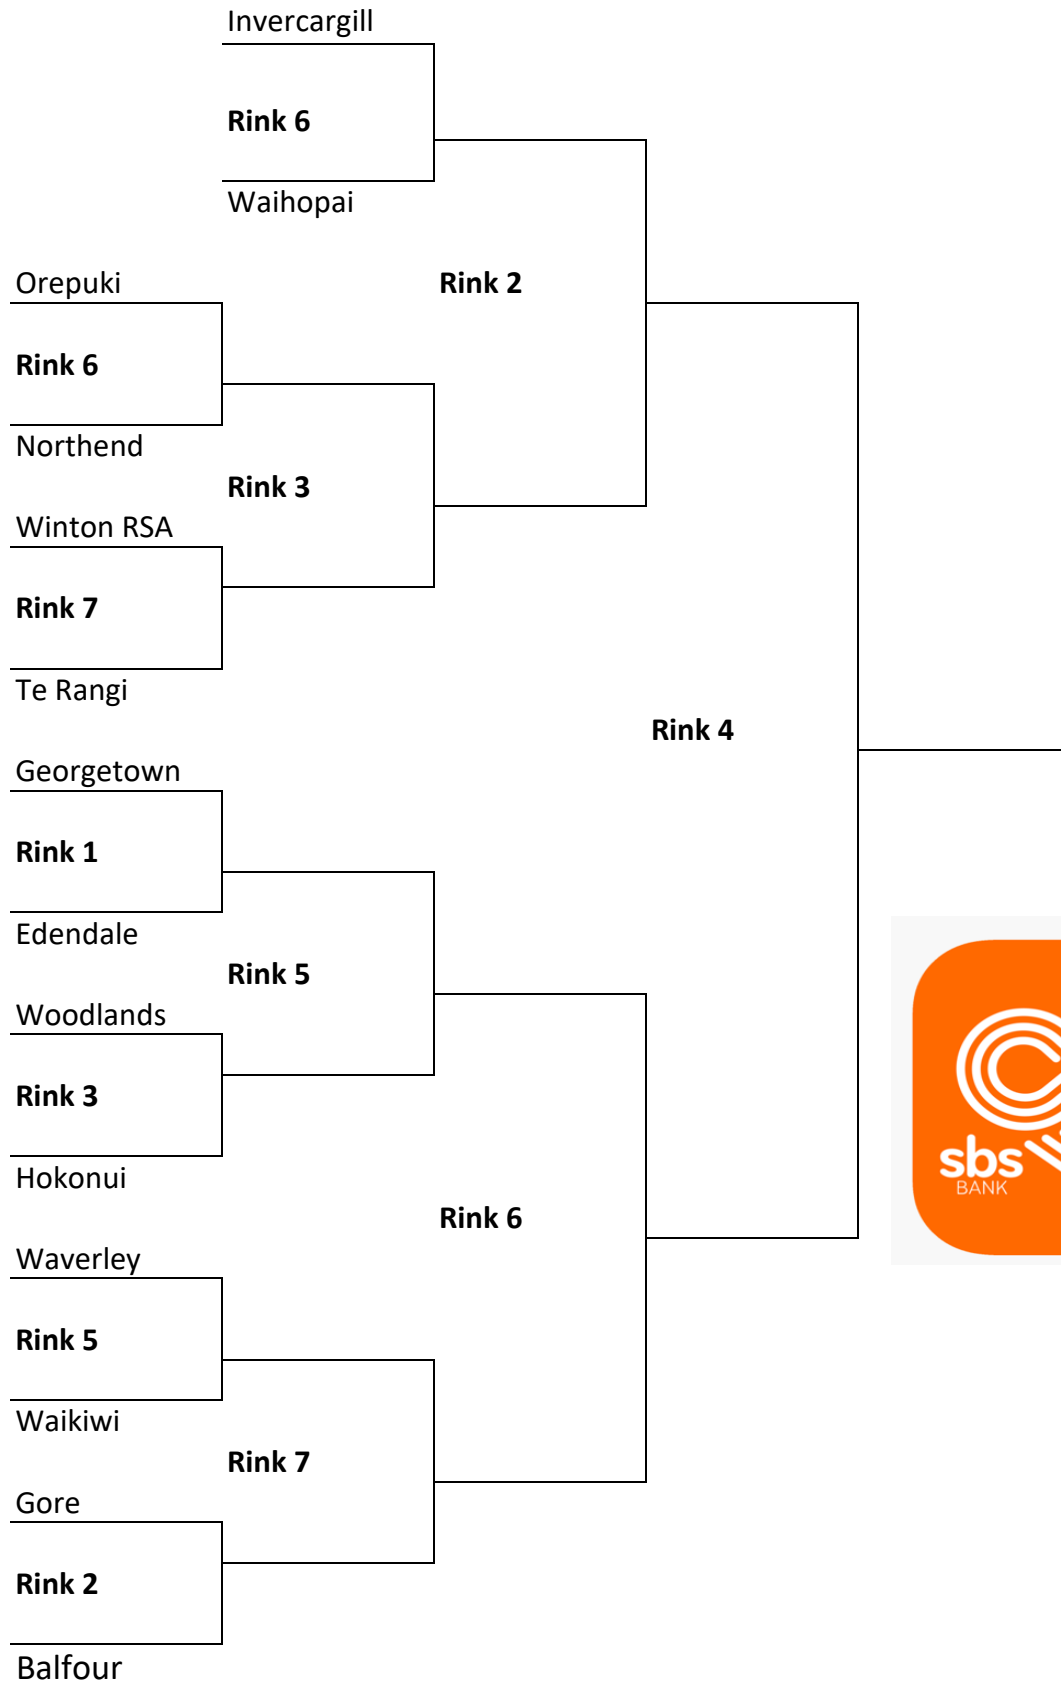 Invercargill
Rink 6
Waihopai
Orepuki
Rink 2
Rink 6
Northend
Rink 3
Winton RSA
Rink 7
Te Rangi
Rink 4
Georgetown
Rink 1
Edendale
Rink 5
Woodlands
Rink 3
sbs
BANK
Hokonui
Rink 6
Waverley
Rink 5
Waikiwi
Rink 7
Gore
Rink 2
Balfour